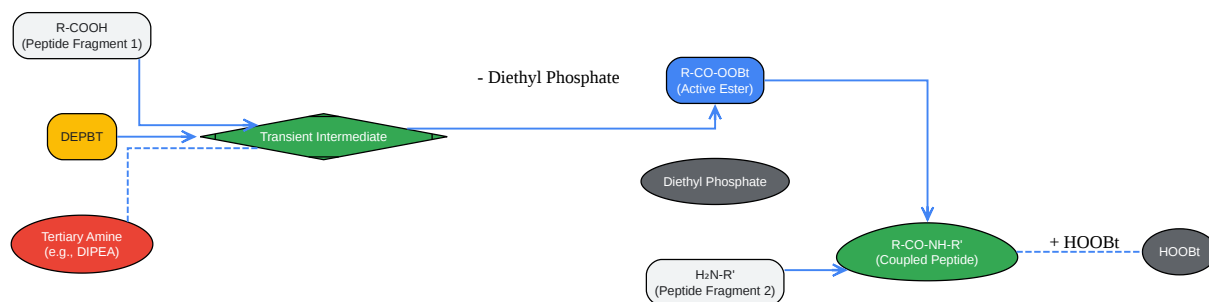 R-COOH
(Peptide Fragment 1)
- Diethyl Phosphate
R-CO-OOBt
(Active Ester)
DEPBT
Transient Intermediate
Diethyl Phosphate
Tertiary Amine
(e.g., DIPEA)
R-CO-NH-R'
(Coupled Peptide)
+ HOOBt
HOOBt
H₂N-R'
(Peptide Fragment 2)